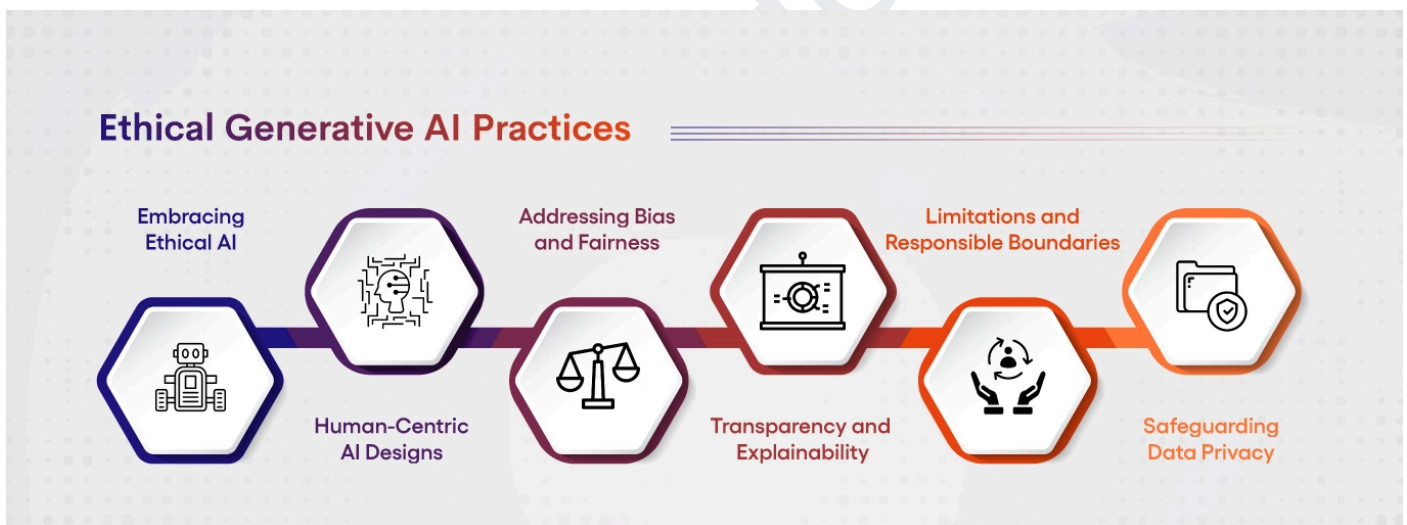 Ethical Generative AI Practices
Embracing
Ethical AI
Human-Centric
AI Designs
Addressing Bias
and Fairness
Transparency and
Explainability
Limitations and
Responsible Boundaries
Safeguarding
Data Privacy